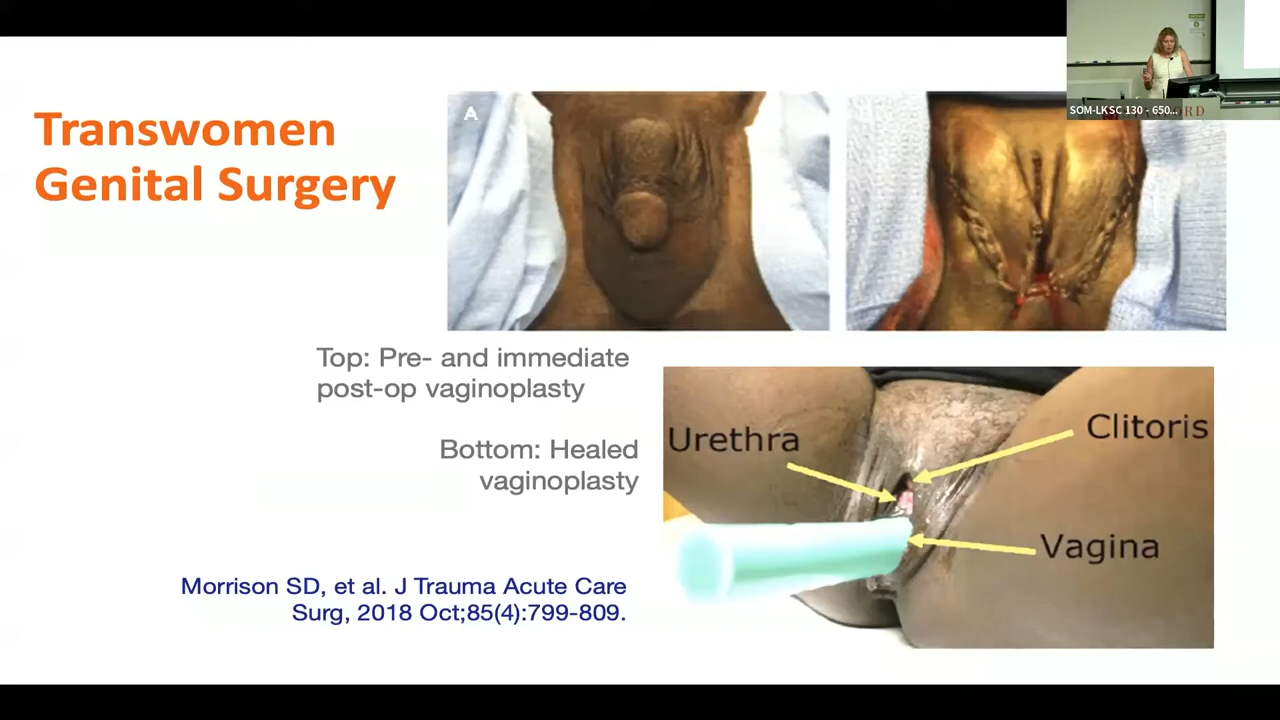 Transwomen
Genital Surgery
A
SOM-LKSC 130 - 650...
RD
Top: Pre- and immediate
post-op vaginoplasty
Bottom: Healed
vaginoplasty
Urethra
Clitoris
Vagina
Morrison SD, et al. J Trauma Acute Care
Surg, 2018 Oct;85(4):799-809.